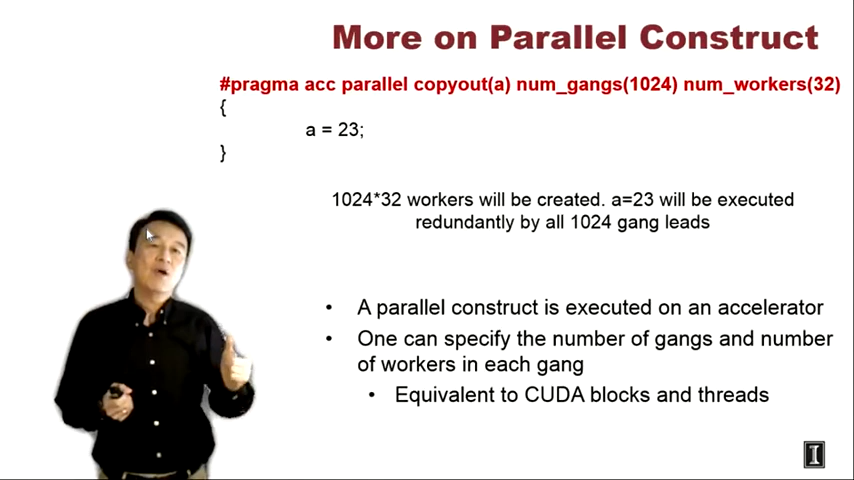 More on Parallel Construct
#pragma acc parallel copyout(a) num_gangs(1024) num_workers(32)
{
a = 23;
}
1024*32 workers will be created. a=23 will be executed
redundantly by all 1024 gang leads
• A parallel construct is executed on an accelerator
• One can specify the number of gangs and number
of workers in each gang
• Equivalent to CUDA blocks and threads
I